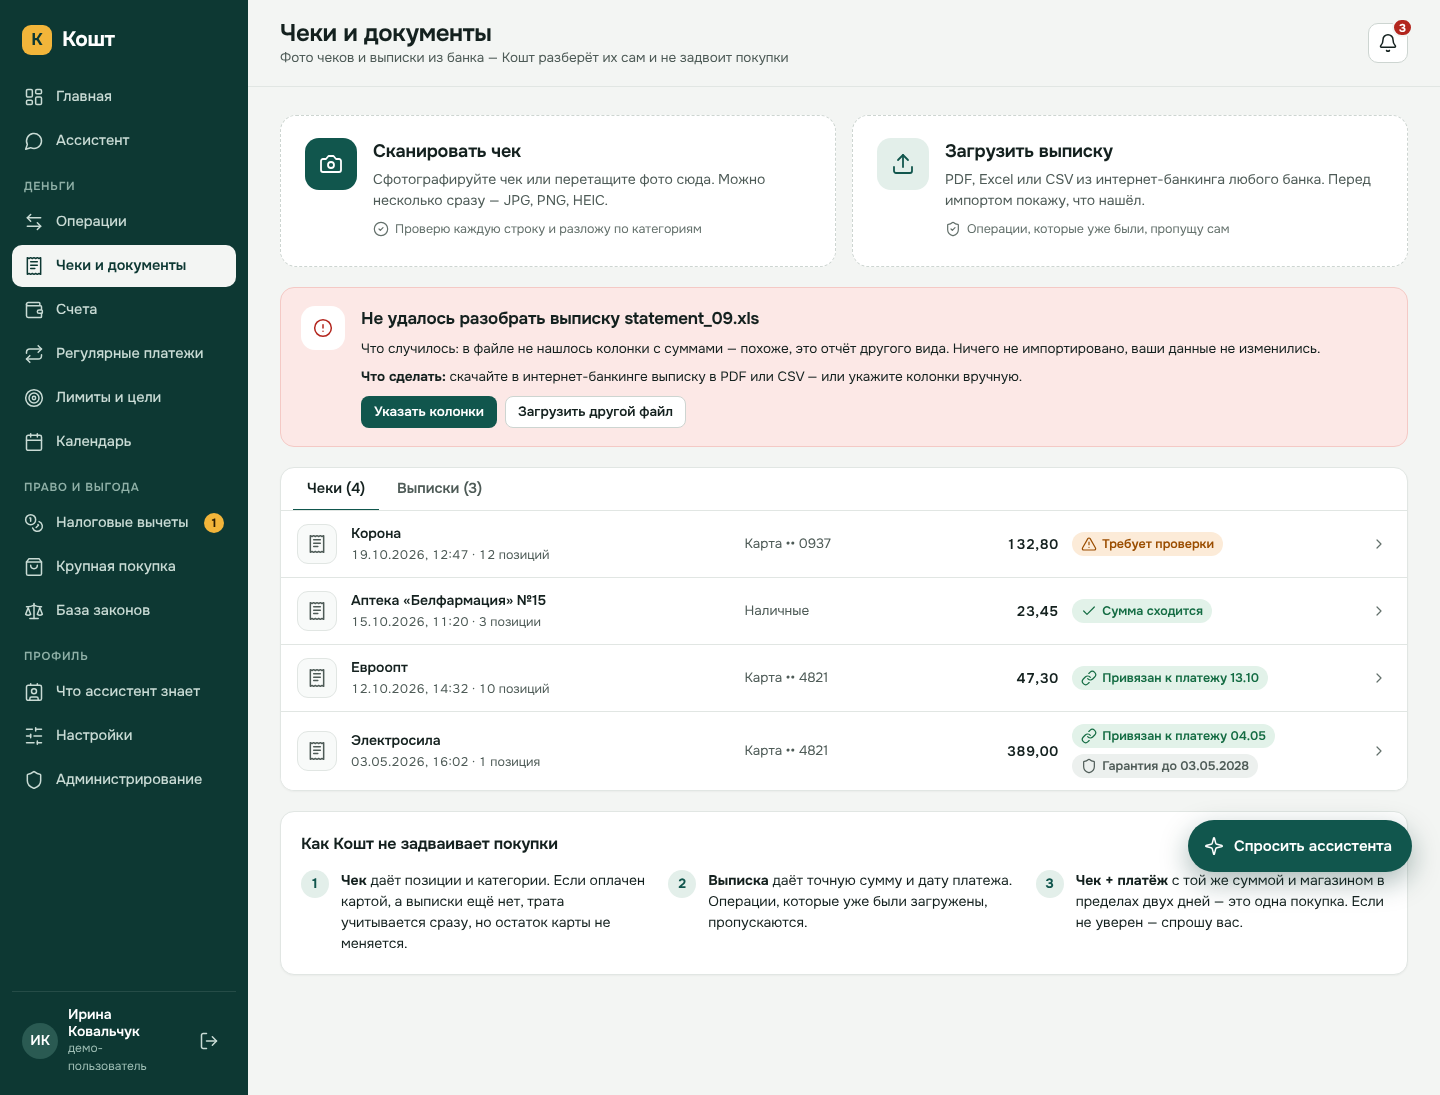 К Кошт
Главная
Ассистент
ДЕНЬГИ
Операции
Чеки и документы
Счета
Регулярные платежи
Лимиты и цели
Календарь
ПРАВО И ВЫГОДА
Налоговые вычеты 1
Крупная покупка
База законов
ПРОФИЛЬ
Что ассистент знает
Настройки
Администрирование
ИК
Ирина
Ковальчук
демо-
пользователь
Чеки и документы
Фото чеков и выписки из банка — Кошт разберёт их сам и не задвоит покупки
3
Сканировать чек
Сфотографируйте чек или перетащите фото сюда. Можно
несколько сразу — JPG, PNG, HEIC.
Проверю каждую строку и разложу по категориям
Загрузить выписку
PDF, Excel или CSV из интернет-банкинга любого банка. Перед
импортом покажу, что нашёл.
Операции, которые уже были, пропущу сам
Не удалось разобрать выписку statement_09.xls
Что случилось: в файле не нашлось колонки с суммами — похоже, это отчёт другого вида. Ничего не импортировано, ваши данные не изменились.
Что сделать: скачайте в интернет-банкинге выписку в PDF или CSV — или укажите колонки вручную.
Указать колонки
Загрузить другой файл
Чеки (4)
Выписки (3)
Корона
19.10.2026, 12:47 · 12 позиций
Карта •• 0937
132,80
Требует проверки
Аптека «Белфармация» №15
15.10.2026, 11:20 · 3 позиции
Наличные
23,45
Сумма сходится
Евроопт
12.10.2026, 14:32 · 10 позиций
Карта •• 4821
47,30
Привязан к платежу 13.10
Электросила
03.05.2026, 16:02 · 1 позиция
Карта •• 4821
389,00
Привязан к платежу 04.05
Гарантия до 03.05.2028
Как Кошт не задваивает покупки
1
Чек даёт позиции и категории. Если оплачен
картой, а выписки ещё нет, трата
учитывается сразу, но остаток карты не
меняется.
2
Выписка даёт точную сумму и дату платежа.
Операции, которые уже были загружены,
пропускаются.
3
Чек + платёж с той же суммой и магазином в
пределах двух дней — это одна покупка. Если
не уверен — спрошу вас.
Спросить ассистента